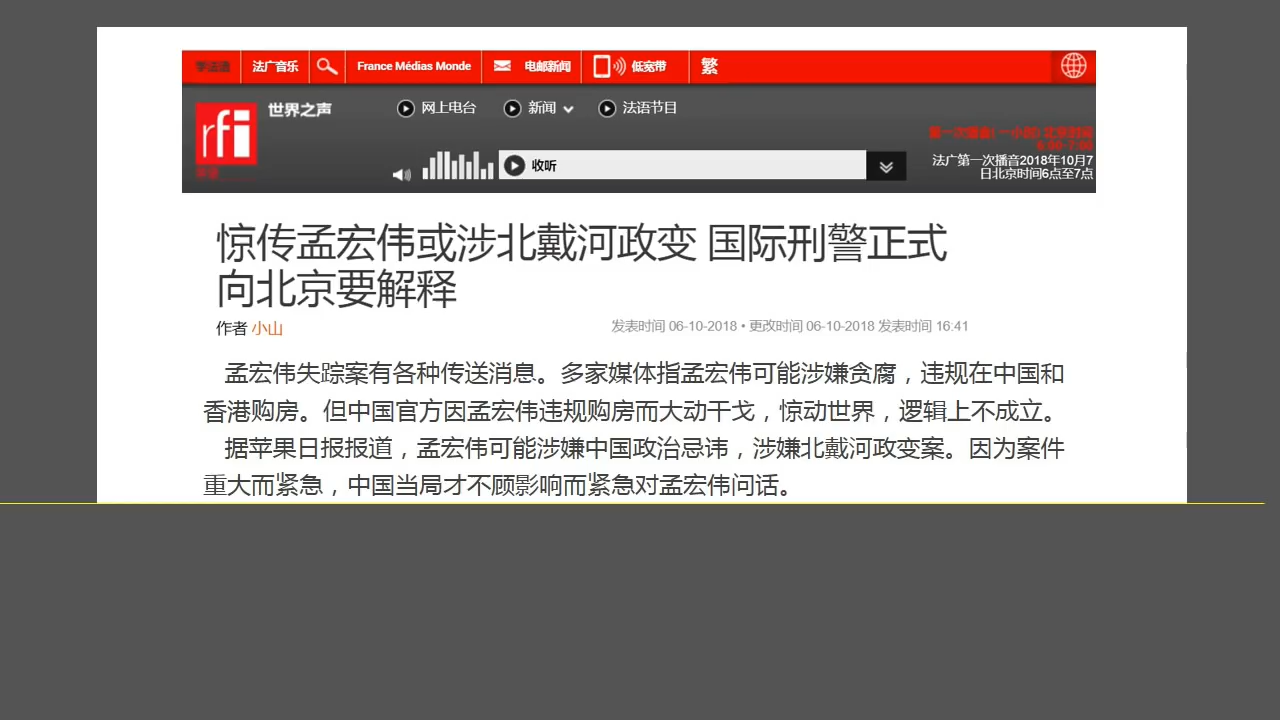 法广音乐 France Médias Monde 电邮新闻 低宽带 繁
rfi 世界之声 网上电台 新闻 法语节目
收听
法广第一次播音2018年10月7
日北京时间6点至7点
惊传孟宏伟或涉北戴河政变 国际刑警正式
向北京要解释
作者 小山 发表时间 06-10-2018 • 更改时间 06-10-2018 发表时间 16:41
孟宏伟失踪案有各种传送消息。多家媒体指孟宏伟可能涉嫌贪腐，违规在中国和
香港购房。但中国官方因孟宏伟违规购房而大动干戈，惊动世界，逻辑上不成立。
据苹果日报报道，孟宏伟可能涉嫌中国政治忌讳，涉嫌北戴河政变案。因为案件
重大而紧急，中国当局才不顾影响而紧急对孟宏伟问话。